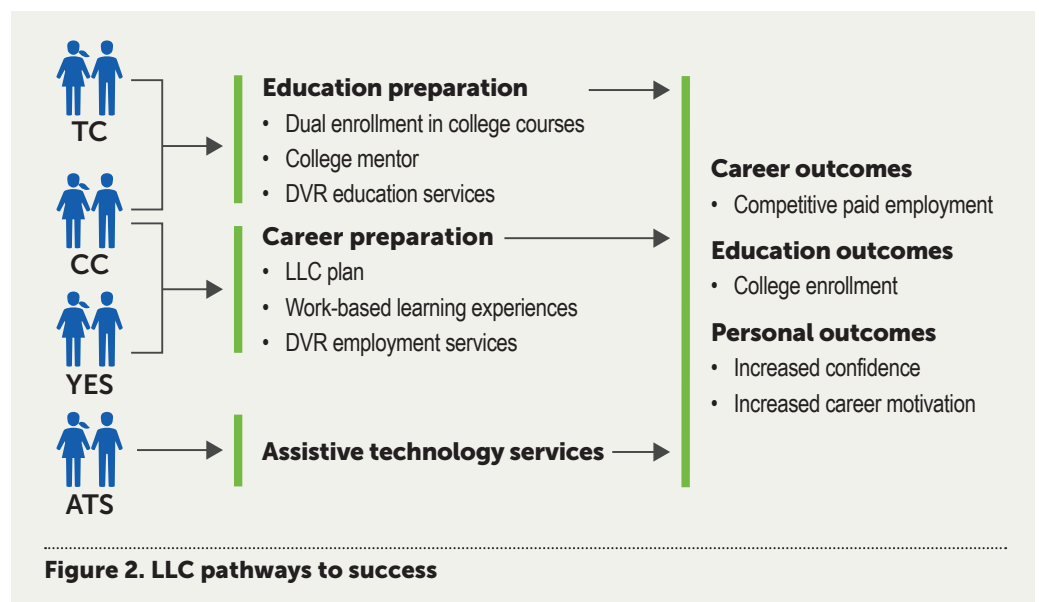 TC
CC
YES
ATS
Education preparation
• Dual enrollment in college courses
• College mentor
• DVR education services
Career preparation
• LLC plan
• Work-based learning experiences
• DVR employment services
Assistive technology services
Career outcomes
• Competitive paid employment
Education outcomes
• College enrollment
Personal outcomes
• Increased confidence
• Increased career motivation
Figure 2. LLC pathways to success